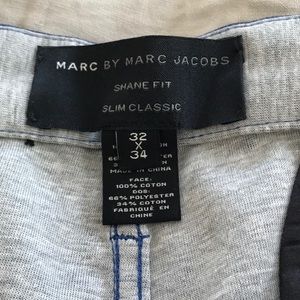 MARC BY MARC JACOBS
SHANE FIT
SLIM CLASSIC
32
X
34
MADE IN CHINA
FACE:
100% COTON
DOS:
66% POLYESTER
34% COTON
FABRIQUÉ EN
CHINE